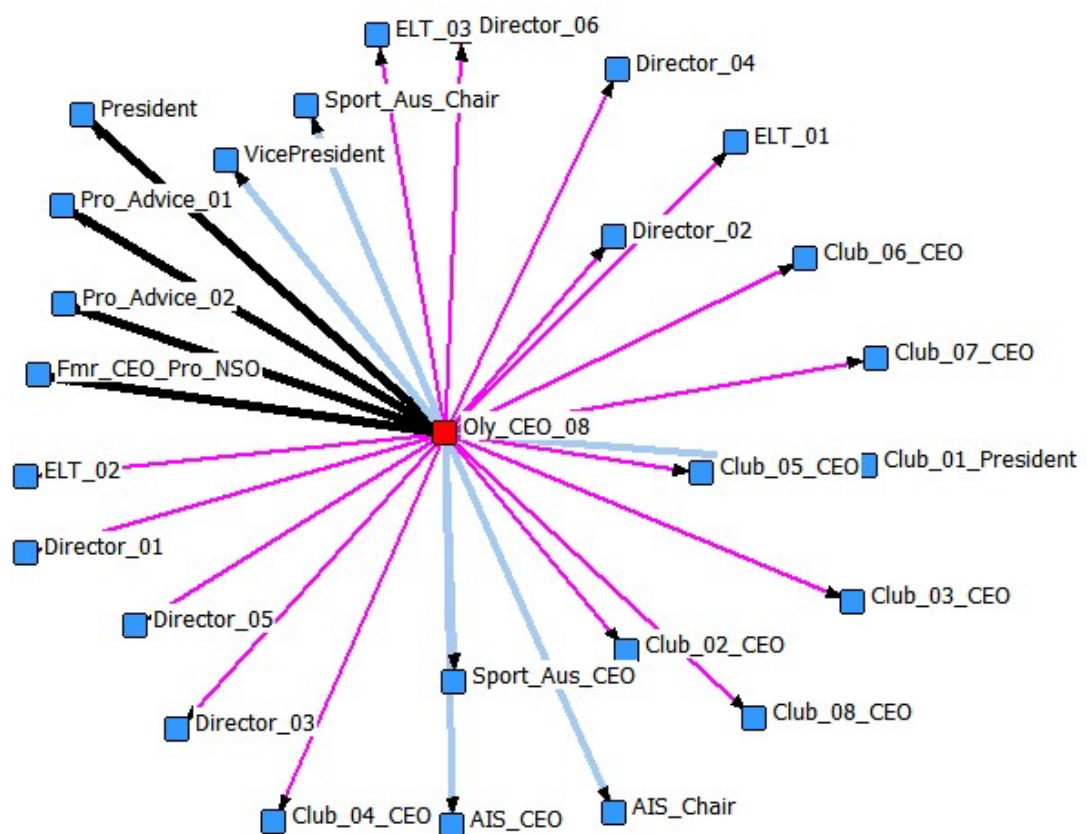 ELT_03
Director_06
Director_04
President
Sport_Aus_Chair
ELT_01
VicePresident
Pro_Advice_01
Director_02
Club_06_CEO
Pro_Advice_02
Club_07_CEO
Fmr_CEO_Pro_NSO
Oly_CEO_08
ELT_02
Club_05_CEO
Club_01_President
Director_01
Club_03_CEO
Director_05
Club_02_CEO
Sport_Aus_CEO
Director_03
Club_08_CEO
Club_04_CEO
AIS_CEO
AIS_Chair